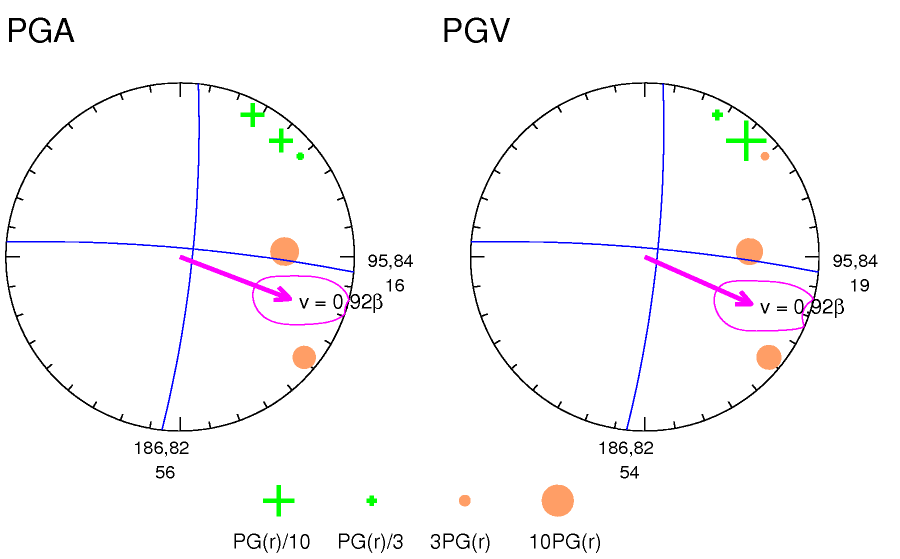 PGA
PGV
95,84
16
v = 0.92β
186,82
56
95,84
19
v = 0.92β
186,82
54
PG(r)/10
PG(r)/3
3PG(r)
10PG(r)